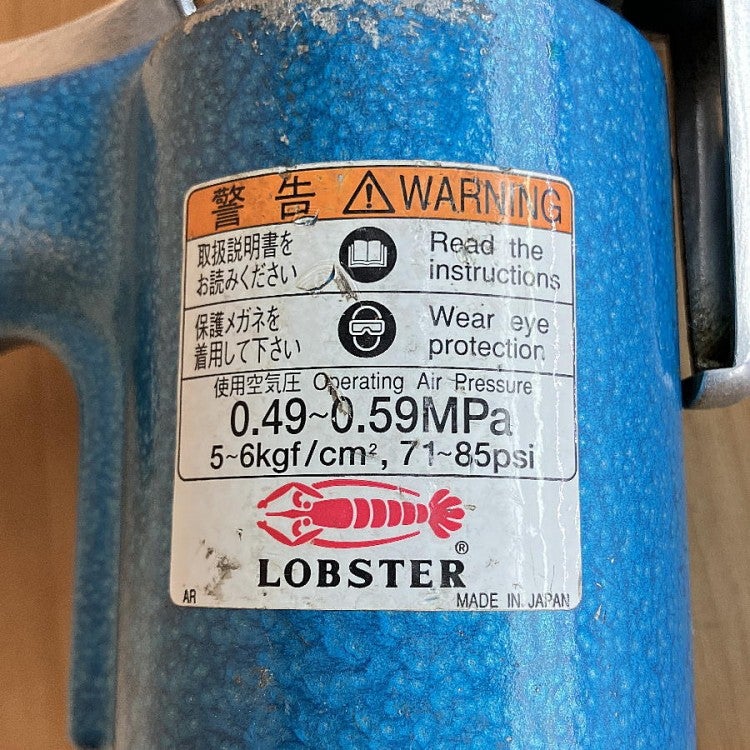 警告 ⚠ WARNING
取扱説明書を
お読みください
Read the
instructions
保護メガネを
着用して下さい
Wear eye
protection
使用空気圧 Operating Air Pressure
0.49~0.59MPa
5~6kgf/cm², 71~85psi
®
LOBSTER
AR MADE IN JAPAN